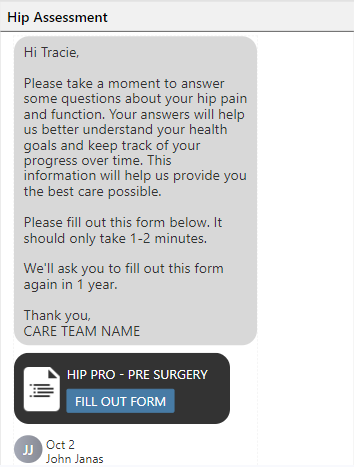 Hip Assessment
Hi Tracie,
Please take a moment to answer
some questions about your hip pain
and function. Your answers will help
us better understand your health
goals and keep track of your
progress over time. This
information will help us provide you
the best care possible.
Please fill out this form below. It
should only take 1-2 minutes.
We'll ask you to fill out this form
again in 1 year.
Thank you,
CARE TEAM NAME
HIP PRO - PRE SURGERY
FILL OUT FORM
JJ
Oct 2
John Janas